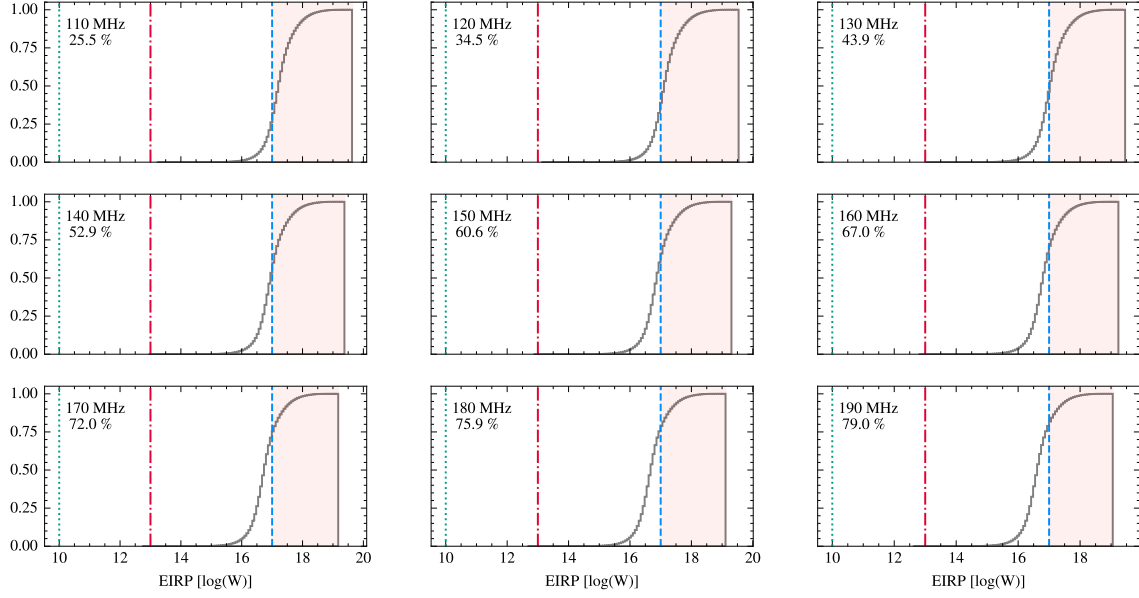 1.00
0.75
0.50
0.25
0.00
110 MHz
25.5 %
120 MHz
34.5 %
130 MHz
43.9 %
1.00
0.75
0.50
0.25
0.00
140 MHz
52.9 %
150 MHz
60.6 %
160 MHz
67.0 %
1.00
0.75
0.50
0.25
0.00
170 MHz
72.0 %
180 MHz
75.9 %
190 MHz
79.0 %
10 12 14 16 18 20
10 12 14 16 18 20
10 12 14 16 18
EIRP [log(W)]
EIRP [log(W)]
EIRP [log(W)]